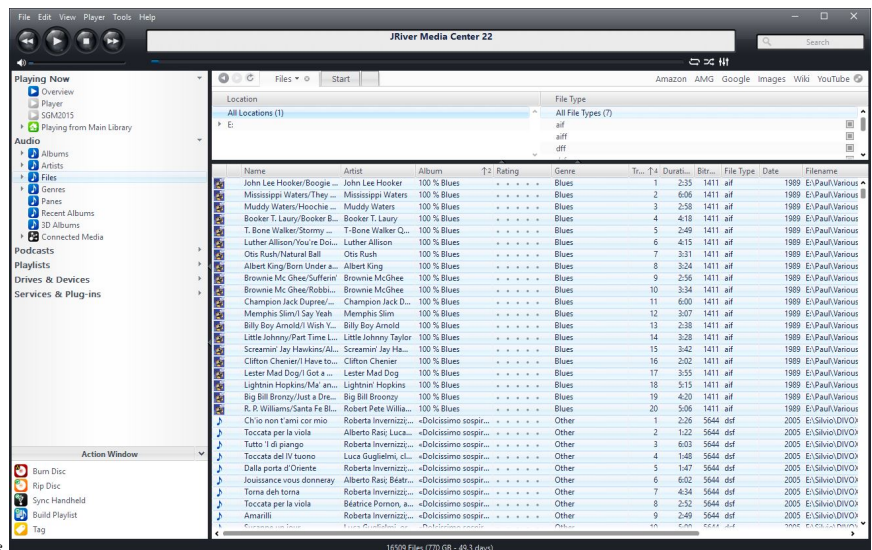 File Edit View Player Tools Help
JRiver Media Center 22
Search
Playing Now
Overview
Player
SGM2015
Playing from Main Library
Audio
Albums
Artists
Files
Genres
Panes
Recent Albums
3D Albums
Connected Media
Podcasts
Playlists
Drives & Devices
Services & Plug-ins
Action Window
Burn Disc
Rip Disc
Sync Handheld
Build Playlist
Tag
Files Start Amazon AMG Google Images Wiki YouTube
Location File Type
All Locations (1) All File Types (7)
E: aif
aiff
dff
Name Artist Album 2 Rating Genre Tr... 4 Durati... Bitr... File Type Date Filename
John Lee Hooker/Boogie ... John Lee Hooker 100 % Blues Blues 1 2:35 1411 aif 1989 E:\Paul\Various
Mississippi Waters/They ... Mississippi Waters 100 % Blues Blues 2 6:06 1411 aif 1989 E:\Paul\Various
Muddy Waters/Hoochie ... Muddy Waters 100 % Blues Blues 3 2:58 1411 aif 1989 E:\Paul\Various
Booker T. Laury/Booker B... Booker T. Laury 100 % Blues Blues 4 4:18 1411 aif 1989 E:\Paul\Various
T. Bone Walker/Stormy ... T-Bone Walker Q... 100 % Blues Blues 5 2:49 1411 aif 1989 E:\Paul\Various
Luther Allison/You're Doi... Luther Allison 100 % Blues Blues 6 4:15 1411 aif 1989 E:\Paul\Various
Otis Rush/Natural Ball Otis Rush 100 % Blues Blues 7 3:31 1411 aif 1989 E:\Paul\Various
Albert King/Born Under a... Albert King 100 % Blues Blues 8 3:24 1411 aif 1989 E:\Paul\Various
Brownie Mc Ghee/Sufferin' Brownie McGhee 100 % Blues Blues 9 2:56 1411 aif 1989 E:\Paul\Various
Brownie Mc Ghee/Robbi... Brownie McGhee 100 % Blues Blues 10 3:34 1411 aif 1989 E:\Paul\Various
Champion Jack Dupree/... Champion Jack D... 100 % Blues Blues 11 6:00 1411 aif 1989 E:\Paul\Various
Memphis Slim/I Say Yeah Memphis Slim 100 % Blues Blues 12 3:07 1411 aif 1989 E:\Paul\Various
Billy Boy Arnold/I Wish Y... Billy Boy Arnold 100 % Blues Blues 13 2:38 1411 aif 1989 E:\Paul\Various
Little Johnny/Part Time L... Little Johnny Taylor 100 % Blues Blues 14 3:28 1411 aif 1989 E:\Paul\Various
Screamin' Jay Hawkins/Al... Screamin' Jay Ha... 100 % Blues Blues 15 3:42 1411 aif 1989 E:\Paul\Various
Clifton Chenier/I Have to... Clifton Chenier 100 % Blues Blues 16 2:02 1411 aif 1989 E:\Paul\Various
Lester Mad Dog/I Got a ... Lester Mad Dog 100 % Blues Blues 17 3:55 1411 aif 1989 E:\Paul\Various
Lightnin Hopkins/Ma' an... Lightnin' Hopkins 100 % Blues Blues 18 5:15 1411 aif 1989 E:\Paul\Various
Big Bill Bronzy/Just a Dre... Big Bill Broonzy 100 % Blues Blues 19 4:20 1411 aif 1989 E:\Paul\Various
R. P. Williams/Santa Fe Bl... Robert Pete Willia... 100 % Blues Blues 20 5:06 1411 aif 1989 E:\Paul\Various
Ch'io non t'ami cor mio Roberta Invernizzi;... «Dolcissimo sospir... Other 1 2:26 5644 dsf 2005 E:\Silvio\DIVOX
Toccata per la viola Alberto Rasi; Luca... «Dolcissimo sospir... Other 2 1:22 5644 dsf 2005 E:\Silvio\DIVOX
Tutto 'l dì piango Roberta Invernizzi;... «Dolcissimo sospir... Other 3 6:03 5644 dsf 2005 E:\Silvio\DIVOX
Toccata del IV tuono Luca Guglielmi, cl... «Dolcissimo sospir... Other 4 1:48 5644 dsf 2005 E:\Silvio\DIVOX
Dalla porta d'Oriente Roberta Invernizzi;... «Dolcissimo sospir... Other 5 1:47 5644 dsf 2005 E:\Silvio\DIVOX
Jouissance vous donneray Alberto Rasi; Béatr... «Dolcissimo sospir... Other 6 6:02 5644 dsf 2005 E:\Silvio\DIVOX
Torna deh torna Roberta Invernizzi;... «Dolcissimo sospir... Other 7 4:34 5644 dsf 2005 E:\Silvio\DIVOX
Toccata per la viola Béatrice Pornon, a... «Dolcissimo sospir... Other 8 2:52 5644 dsf 2005 E:\Silvio\DIVOX
Amarilli Roberta Invernizzi;... «Dolcissimo sospir... Other 9 2:49 5644 dsf 2005 E:\Silvio\DIVOX
16509 Files (770 GB - 49.3 days)